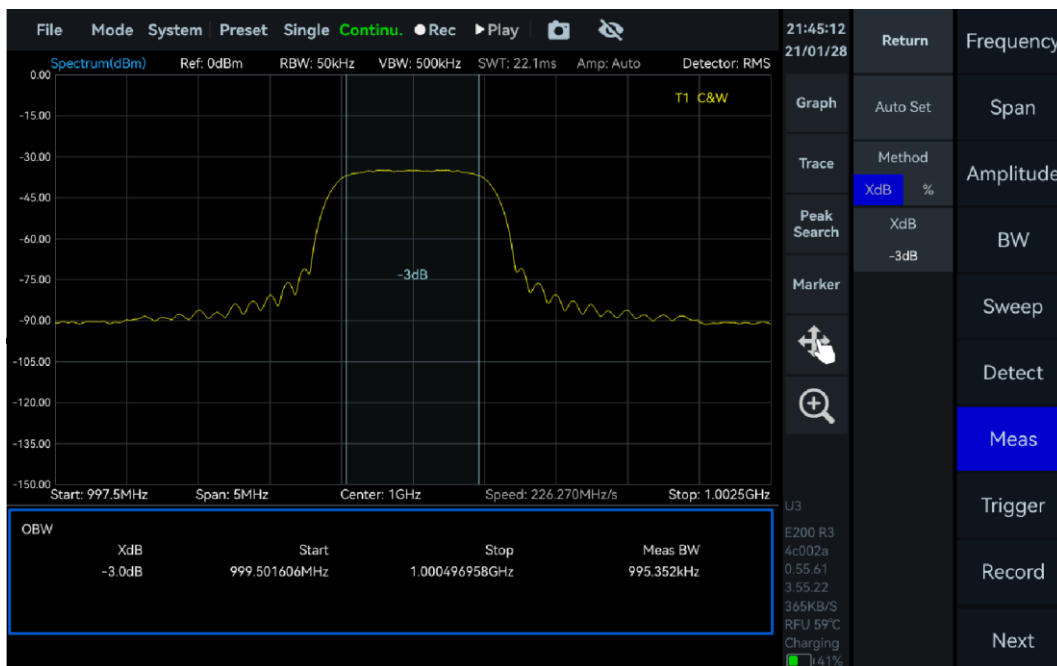 File Mode System Preset Single Continu. Rec Play
21:45:12
21/01/28
Return
Frequency
Spectrum(dBm) Ref: 0dBm RBW: 50kHz VBW: 500kHz SWT: 22.1ms Amp: Auto Detector: RMS
0.00
T1 C&W
-15.00
-30.00
-45.00
-60.00
-75.00
-3dB
-90.00
-105.00
-120.00
-135.00
-150.00
Start: 997.5MHz Span: 5MHz Center: 1GHz Speed: 226.270MHz/s Stop: 1.0025GHz
OBW
XdB Start Stop Meas BW
-3.0dB 999.501606MHz 1.000496958GHz 995.352kHz
Graph
Trace
Peak
Search
Marker
U3
E200 R3
4c002a
0.55.61
3.55.22
365KB/S
RFU 59°C
Charging
41%
Auto Set
Method
XdB %
XdB
-3dB
Span
Amplitude
BW
Sweep
Detect
Meas
Trigger
Record
Next